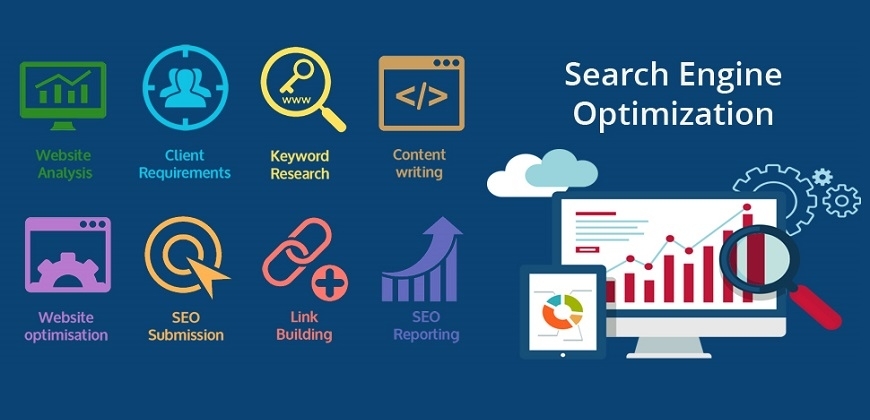 Search Engine
Optimization
Website
Analysis
Client
Requirements
www
Keyword
Research
</>
Content
writing
Website
optimisation
SEO
Submission
Link
Building
SEO
Reporting